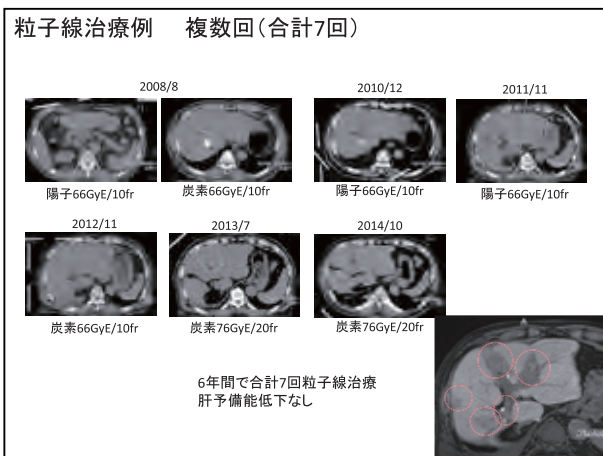 粒子線治療例　複数回(合計7回)
2008/8
2010/12
2011/11
陽子66GyE/10fr
炭素66GyE/10fr
陽子66GyE/10fr
陽子66GyE/10fr
2012/11
2013/7
2014/10
炭素66GyE/10fr
炭素76GyE/20fr
炭素76GyE/20fr
6年間で合計7回粒子線治療
肝予備能低下なし